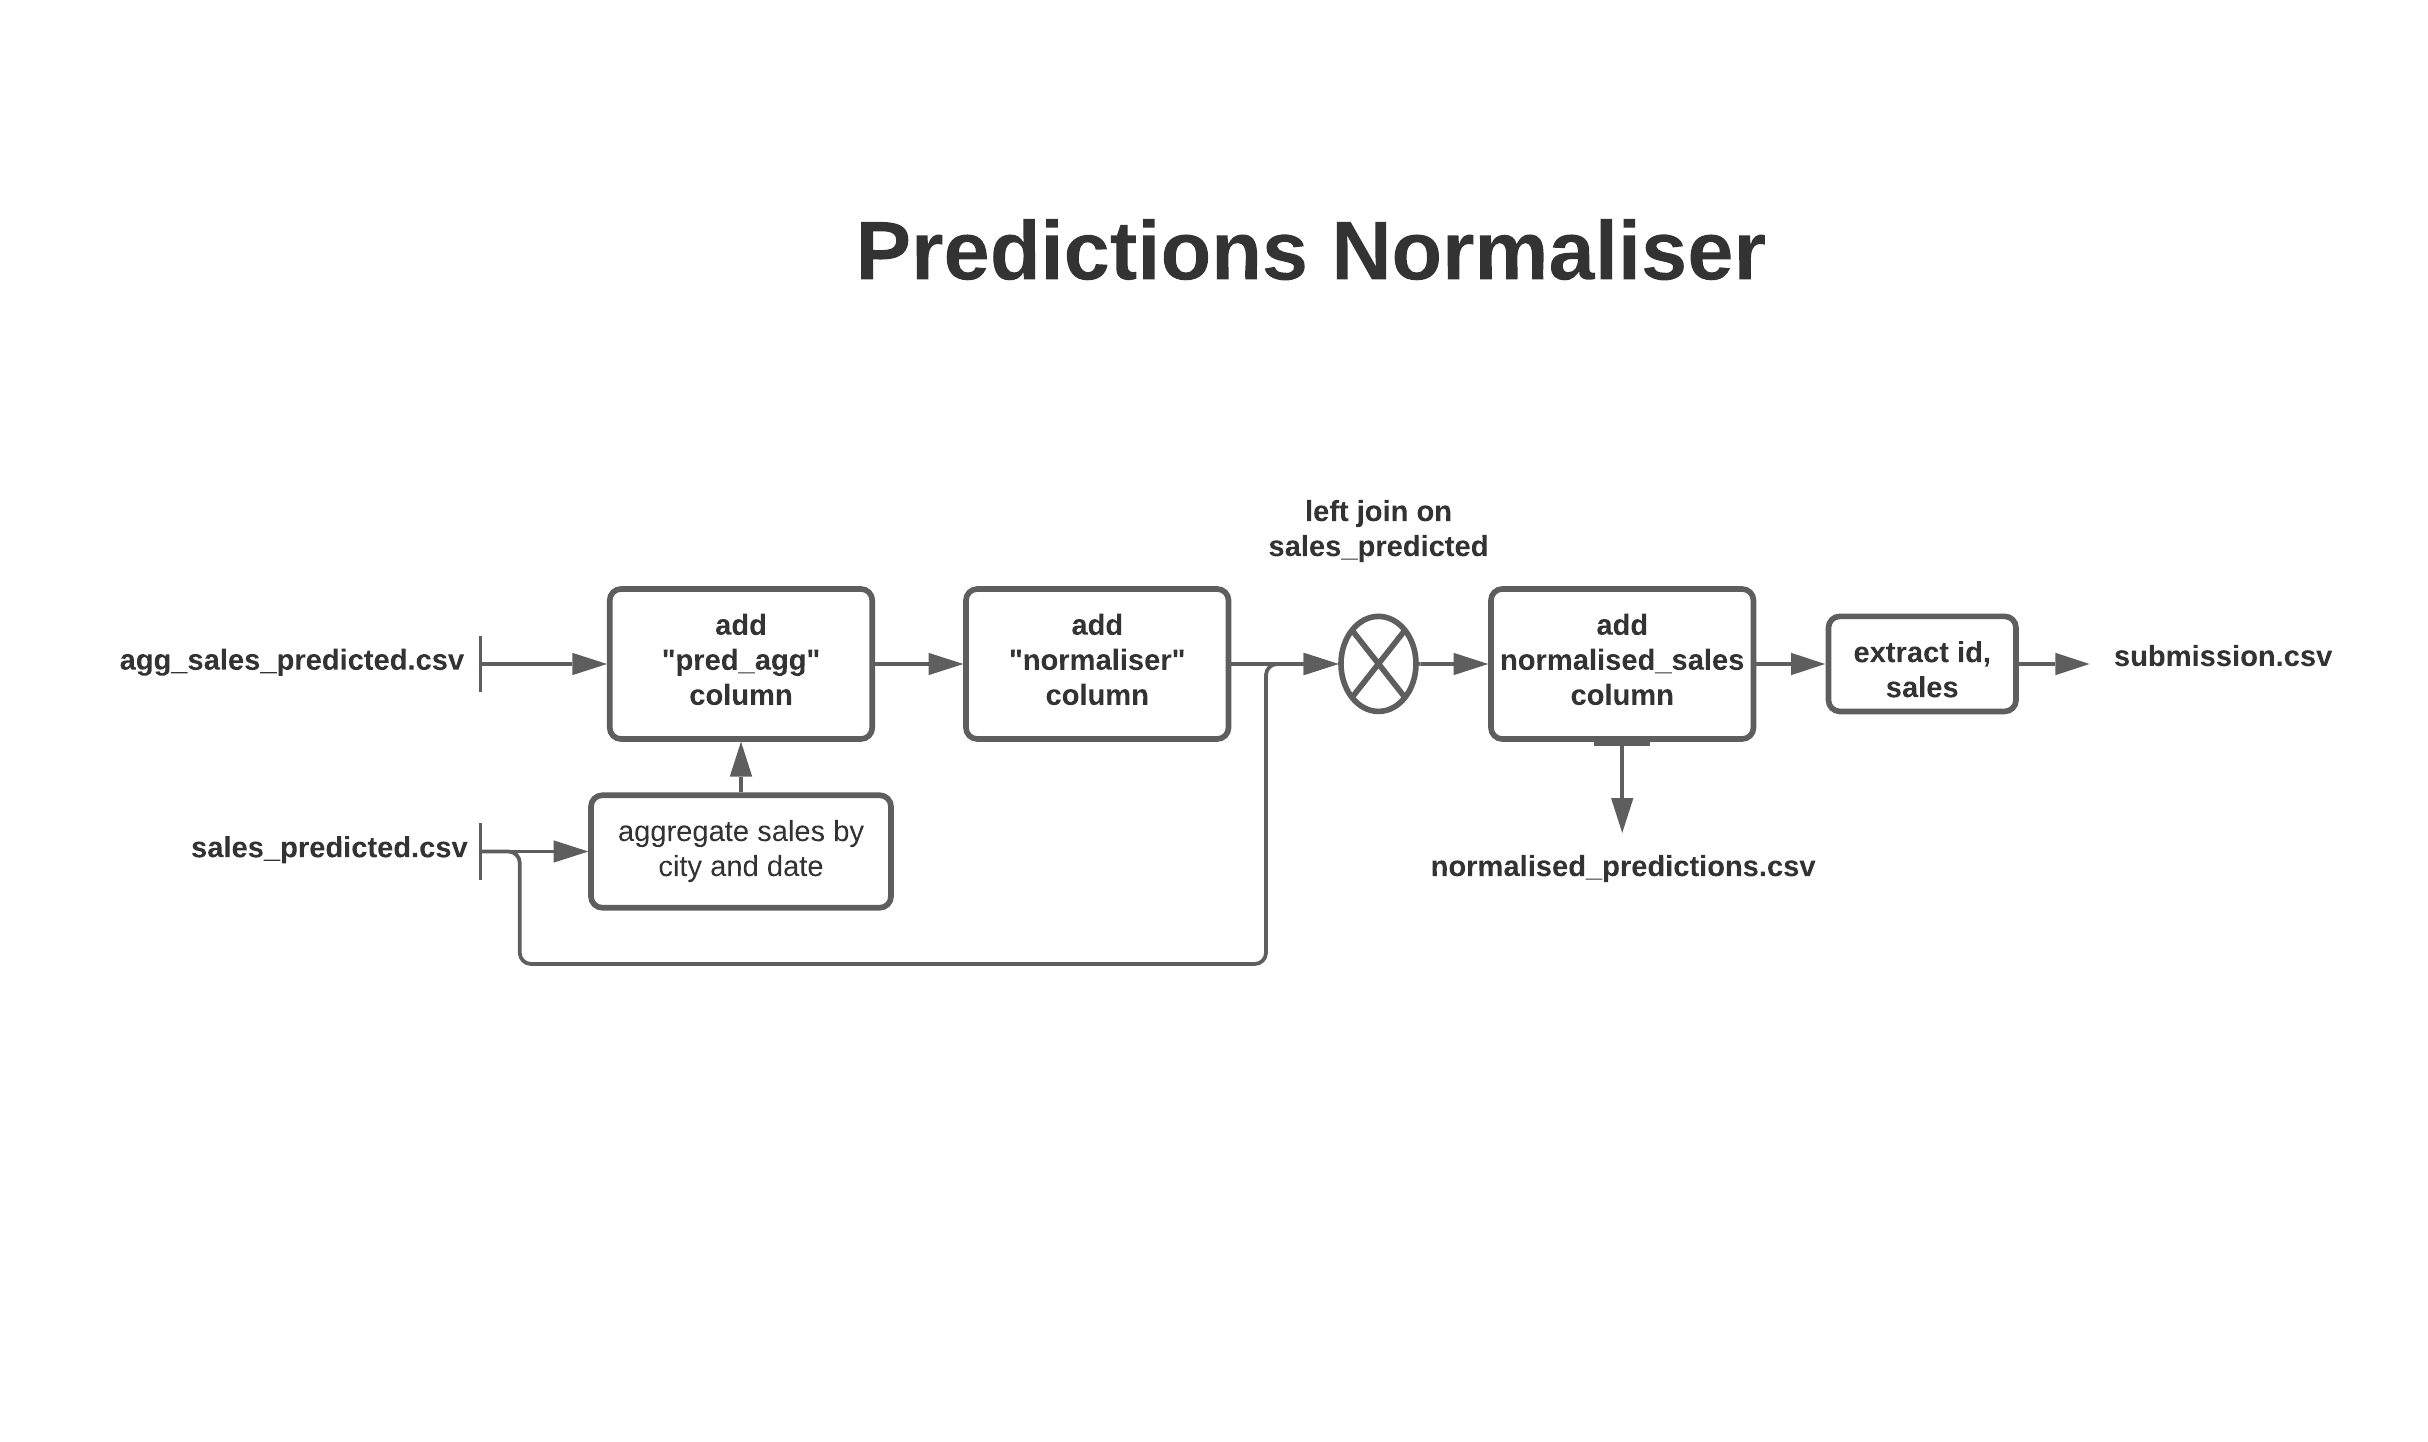 Predictions Normaliser
left join on
sales_predicted
agg_sales_predicted.csv
add
"pred_agg"
column
add
"normaliser"
column
add
normalised_sales
column
extract id,
sales
submission.csv
sales_predicted.csv
aggregate sales by
city and date
normalised_predictions.csv